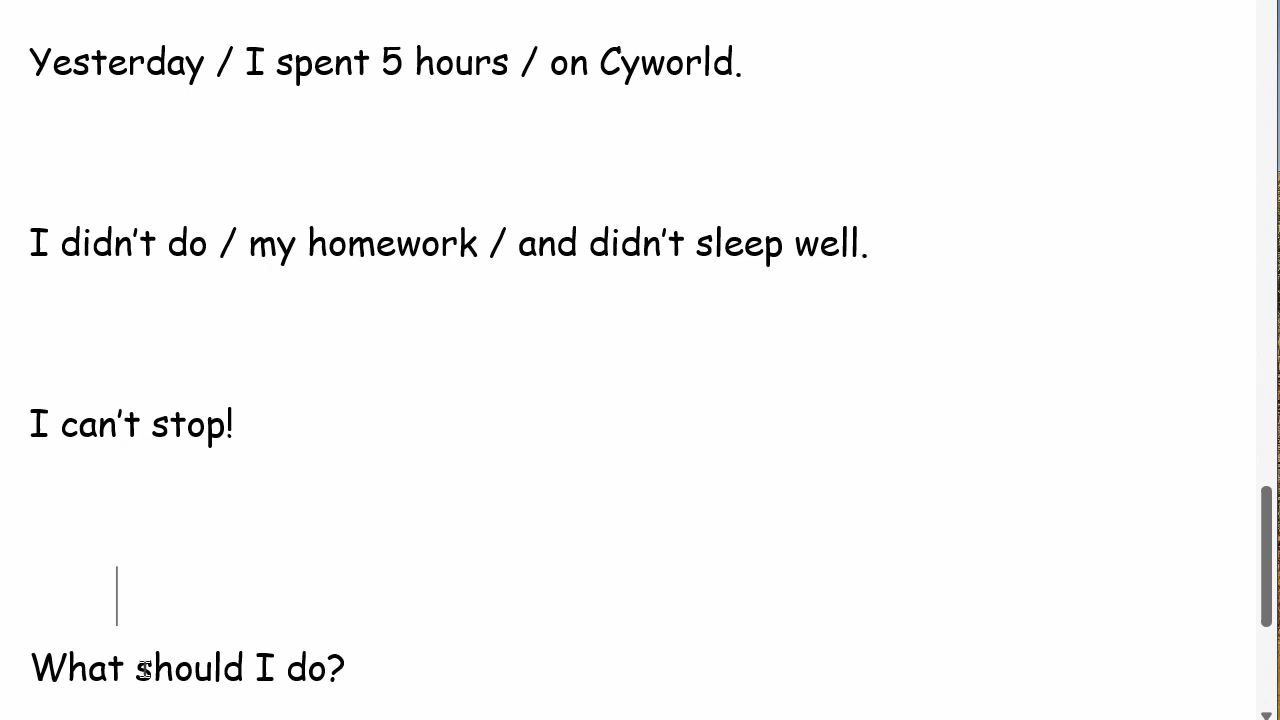 Yesterday / I spent 5 hours / on Cyworld.
I didn't do / my homework / and didn't sleep well.
I can't stop!
What should I do?